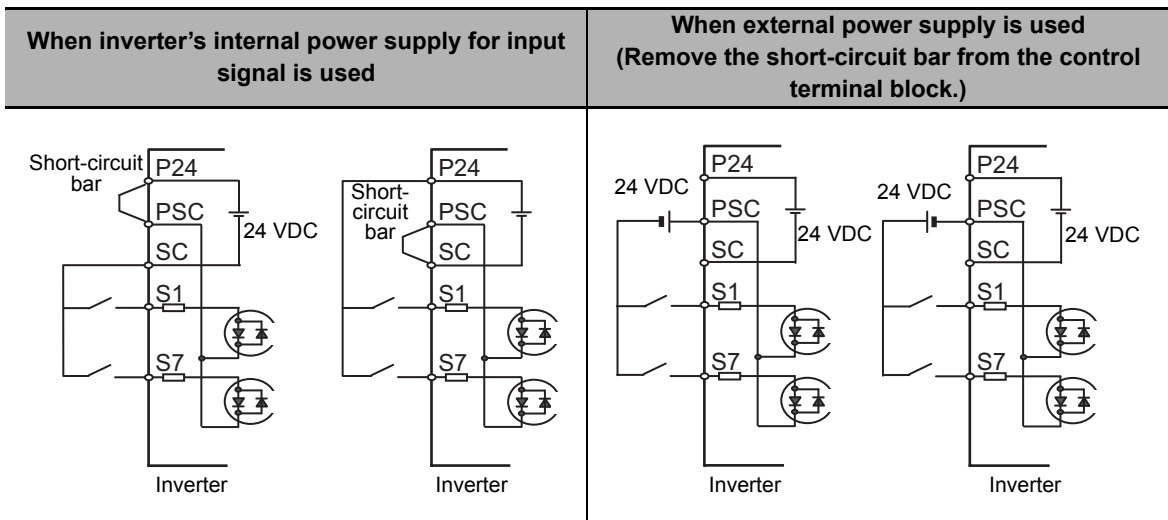 When inverter’s internal power supply for input
signal is used
When external power supply is used
(Remove the short-circuit bar from the control
terminal block.)
Short-circuit
bar
P24
PSC
24 VDC
SC
S1
S7
Inverter
P24
Short-
circuit
bar
PSC
SC
S1
S7
Inverter
P24
24 VDC
PSC
24 VDC
SC
S1
S7
Inverter
P24
24 VDC
PSC
24 VDC
SC
S1
S7
Inverter